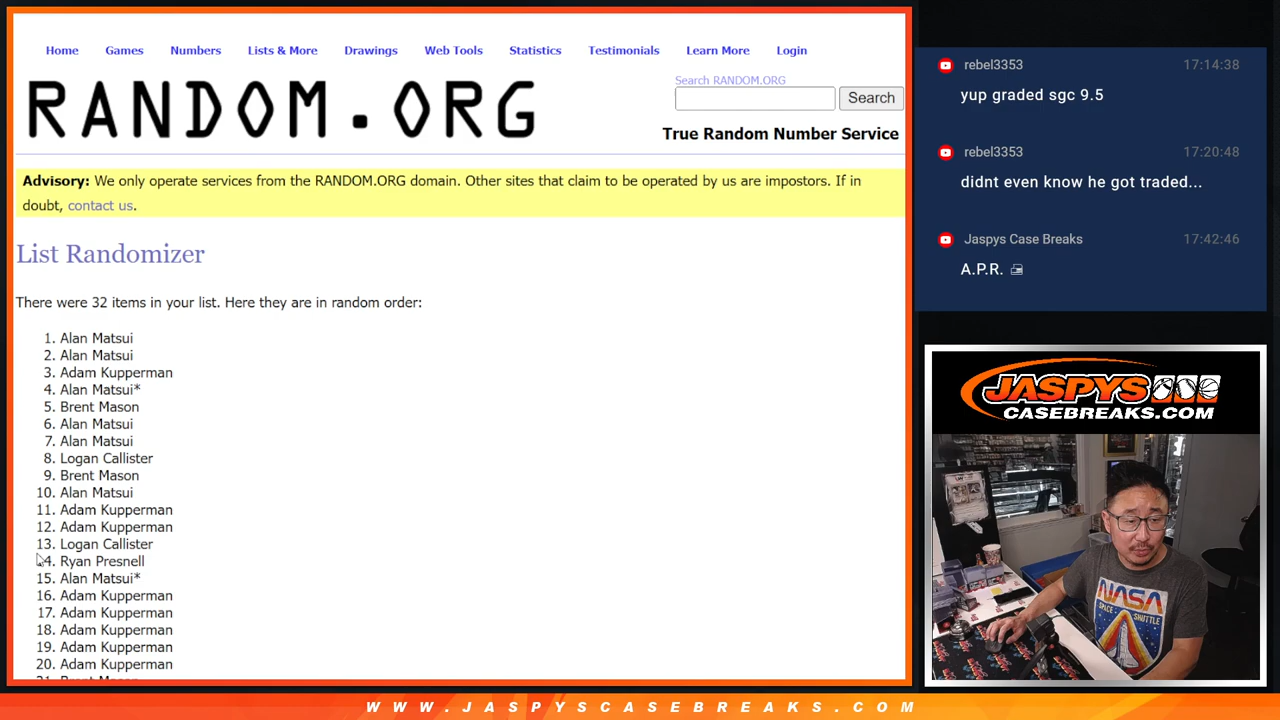 Home Games Numbers Lists & More Drawings Web Tools Statistics Testimonials Learn More Login
RANDOM.ORG
Search RANDOM.ORG
Search
True Random Number Service
Advisory: We only operate services from the RANDOM.ORG domain. Other sites that claim to be operated by us are impostors. If in
doubt, contact us.
List Randomizer
There were 32 items in your list. Here they are in random order:
1. Alan Matsui
2. Alan Matsui
3. Adam Kupperman
4. Alan Matsui*
5. Brent Mason
6. Alan Matsui
7. Alan Matsui
8. Logan Callister
9. Brent Mason
10. Alan Matsui
11. Adam Kupperman
12. Adam Kupperman
13. Logan Callister
14. Ryan Presnell
15. Alan Matsui*
16. Adam Kupperman
17. Adam Kupperman
18. Adam Kupperman
19. Adam Kupperman
20. Adam Kupperman
21. Brent Mason
rebel3353 17:14:38
yup graded sgc 9.5
rebel3353 17:20:48
didnt even know he got traded...
Jaspys Case Breaks 17:42:46
A.P.R.
JASPYS
CASEBREAKS.COM
NASA
SPACE SHUTTLE
WWW.JASPYSCASEBREAKS.COM